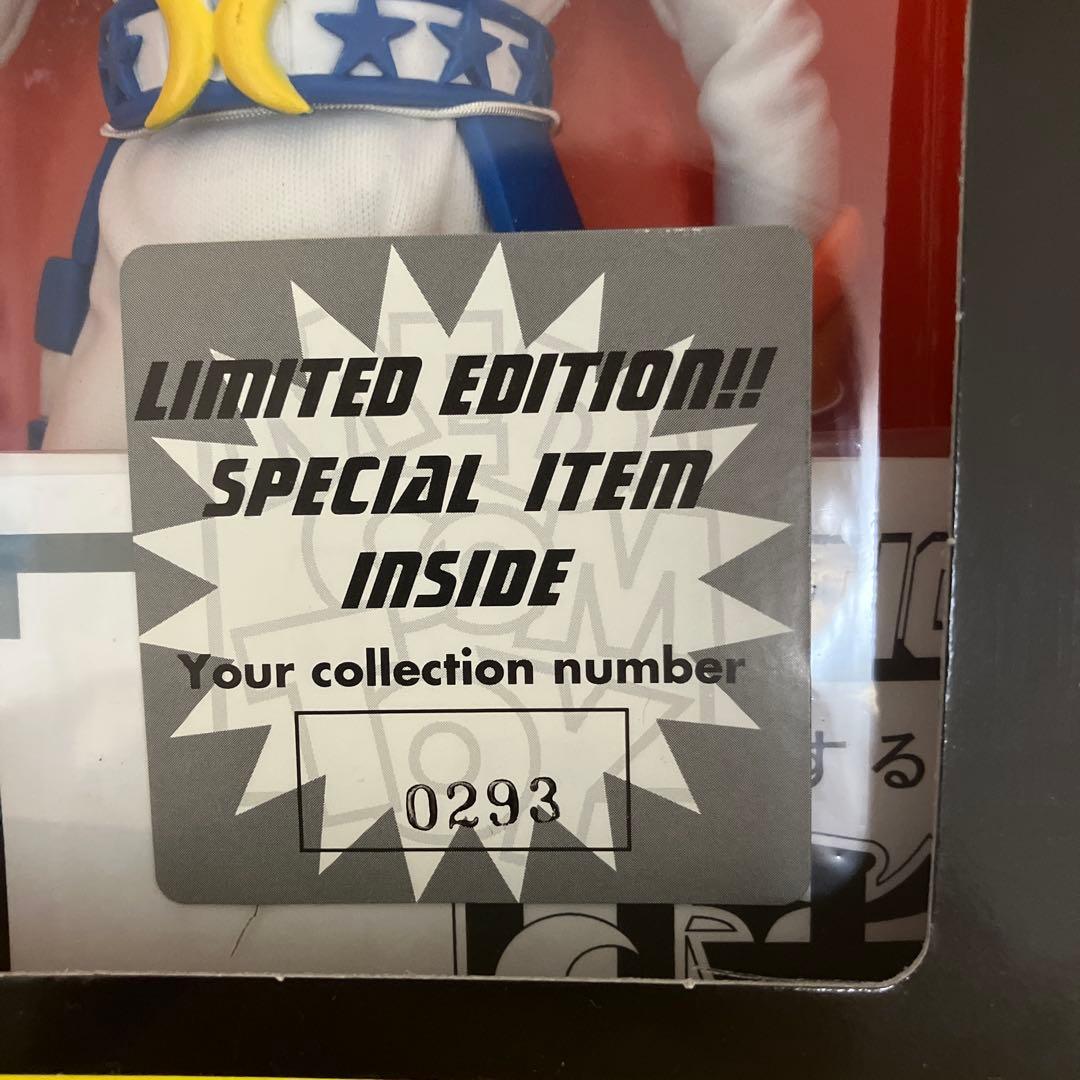 LIMITED EDITION!!
SPECIAL ITEM
INSIDE
Your collection number
0293
する